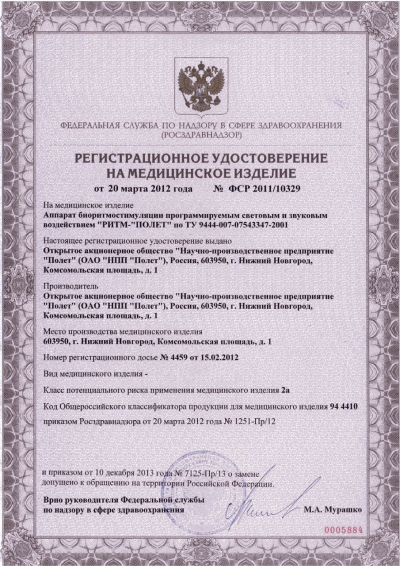 ФЕДЕРАЛЬНАЯ СЛУЖБА ПО НАДЗОРУ В СФЕРЕ ЗДРАВООХРАНЕНИЯ
(РОСЗДРАВНАДЗОР)
РЕГИСТРАЦИОННОЕ УДОСТОВЕРЕНИЕ
НА МЕДИЦИНСКОЕ ИЗДЕЛИЕ
от 20 марта 2012 года № ФСР 2011/10329
На медицинское изделие
Аппарат биоритмостимуляции программируемым световым и звуковым
воздействием "РИТМ-"ПОЛЕТ" по ТУ 9444-007-07543347-2001
Настоящее регистрационное удостоверение выдано
Открытое акционерное общество "Научно-производственное предприятие
"Полет" (ОАО "НПП "Полет"), Россия, 603950, г. Нижний Новгород,
Комсомольская площадь, д. 1
Производитель
Открытое акционерное общество "Научно-производственное предприятие
"Полет" (ОАО "НПП "Полет"), Россия, 603950, г. Нижний Новгород,
Комсомольская площадь, д. 1
Место производства медицинского изделия
603950, г. Нижний Новгород, Комсомольская площадь, д. 1
Номер регистрационного досье № 4459 от 15.02.2012
Вид медицинского изделия -
Класс потенциального риска применения медицинского изделия 2а
Код Общероссийского классификатора продукции для медицинского изделия 94 4410
приказом Росздравнадзора от 20 марта 2012 года № 1251-Пр/12
и приказом от 10 декабря 2013 года № 7125-Пр/13 о замене
допущено к обращению на территории Российской Федерации.
Врио руководителя Федеральной службы
по надзору в сфере здравоохранения
М.А. Мурашко
0005884